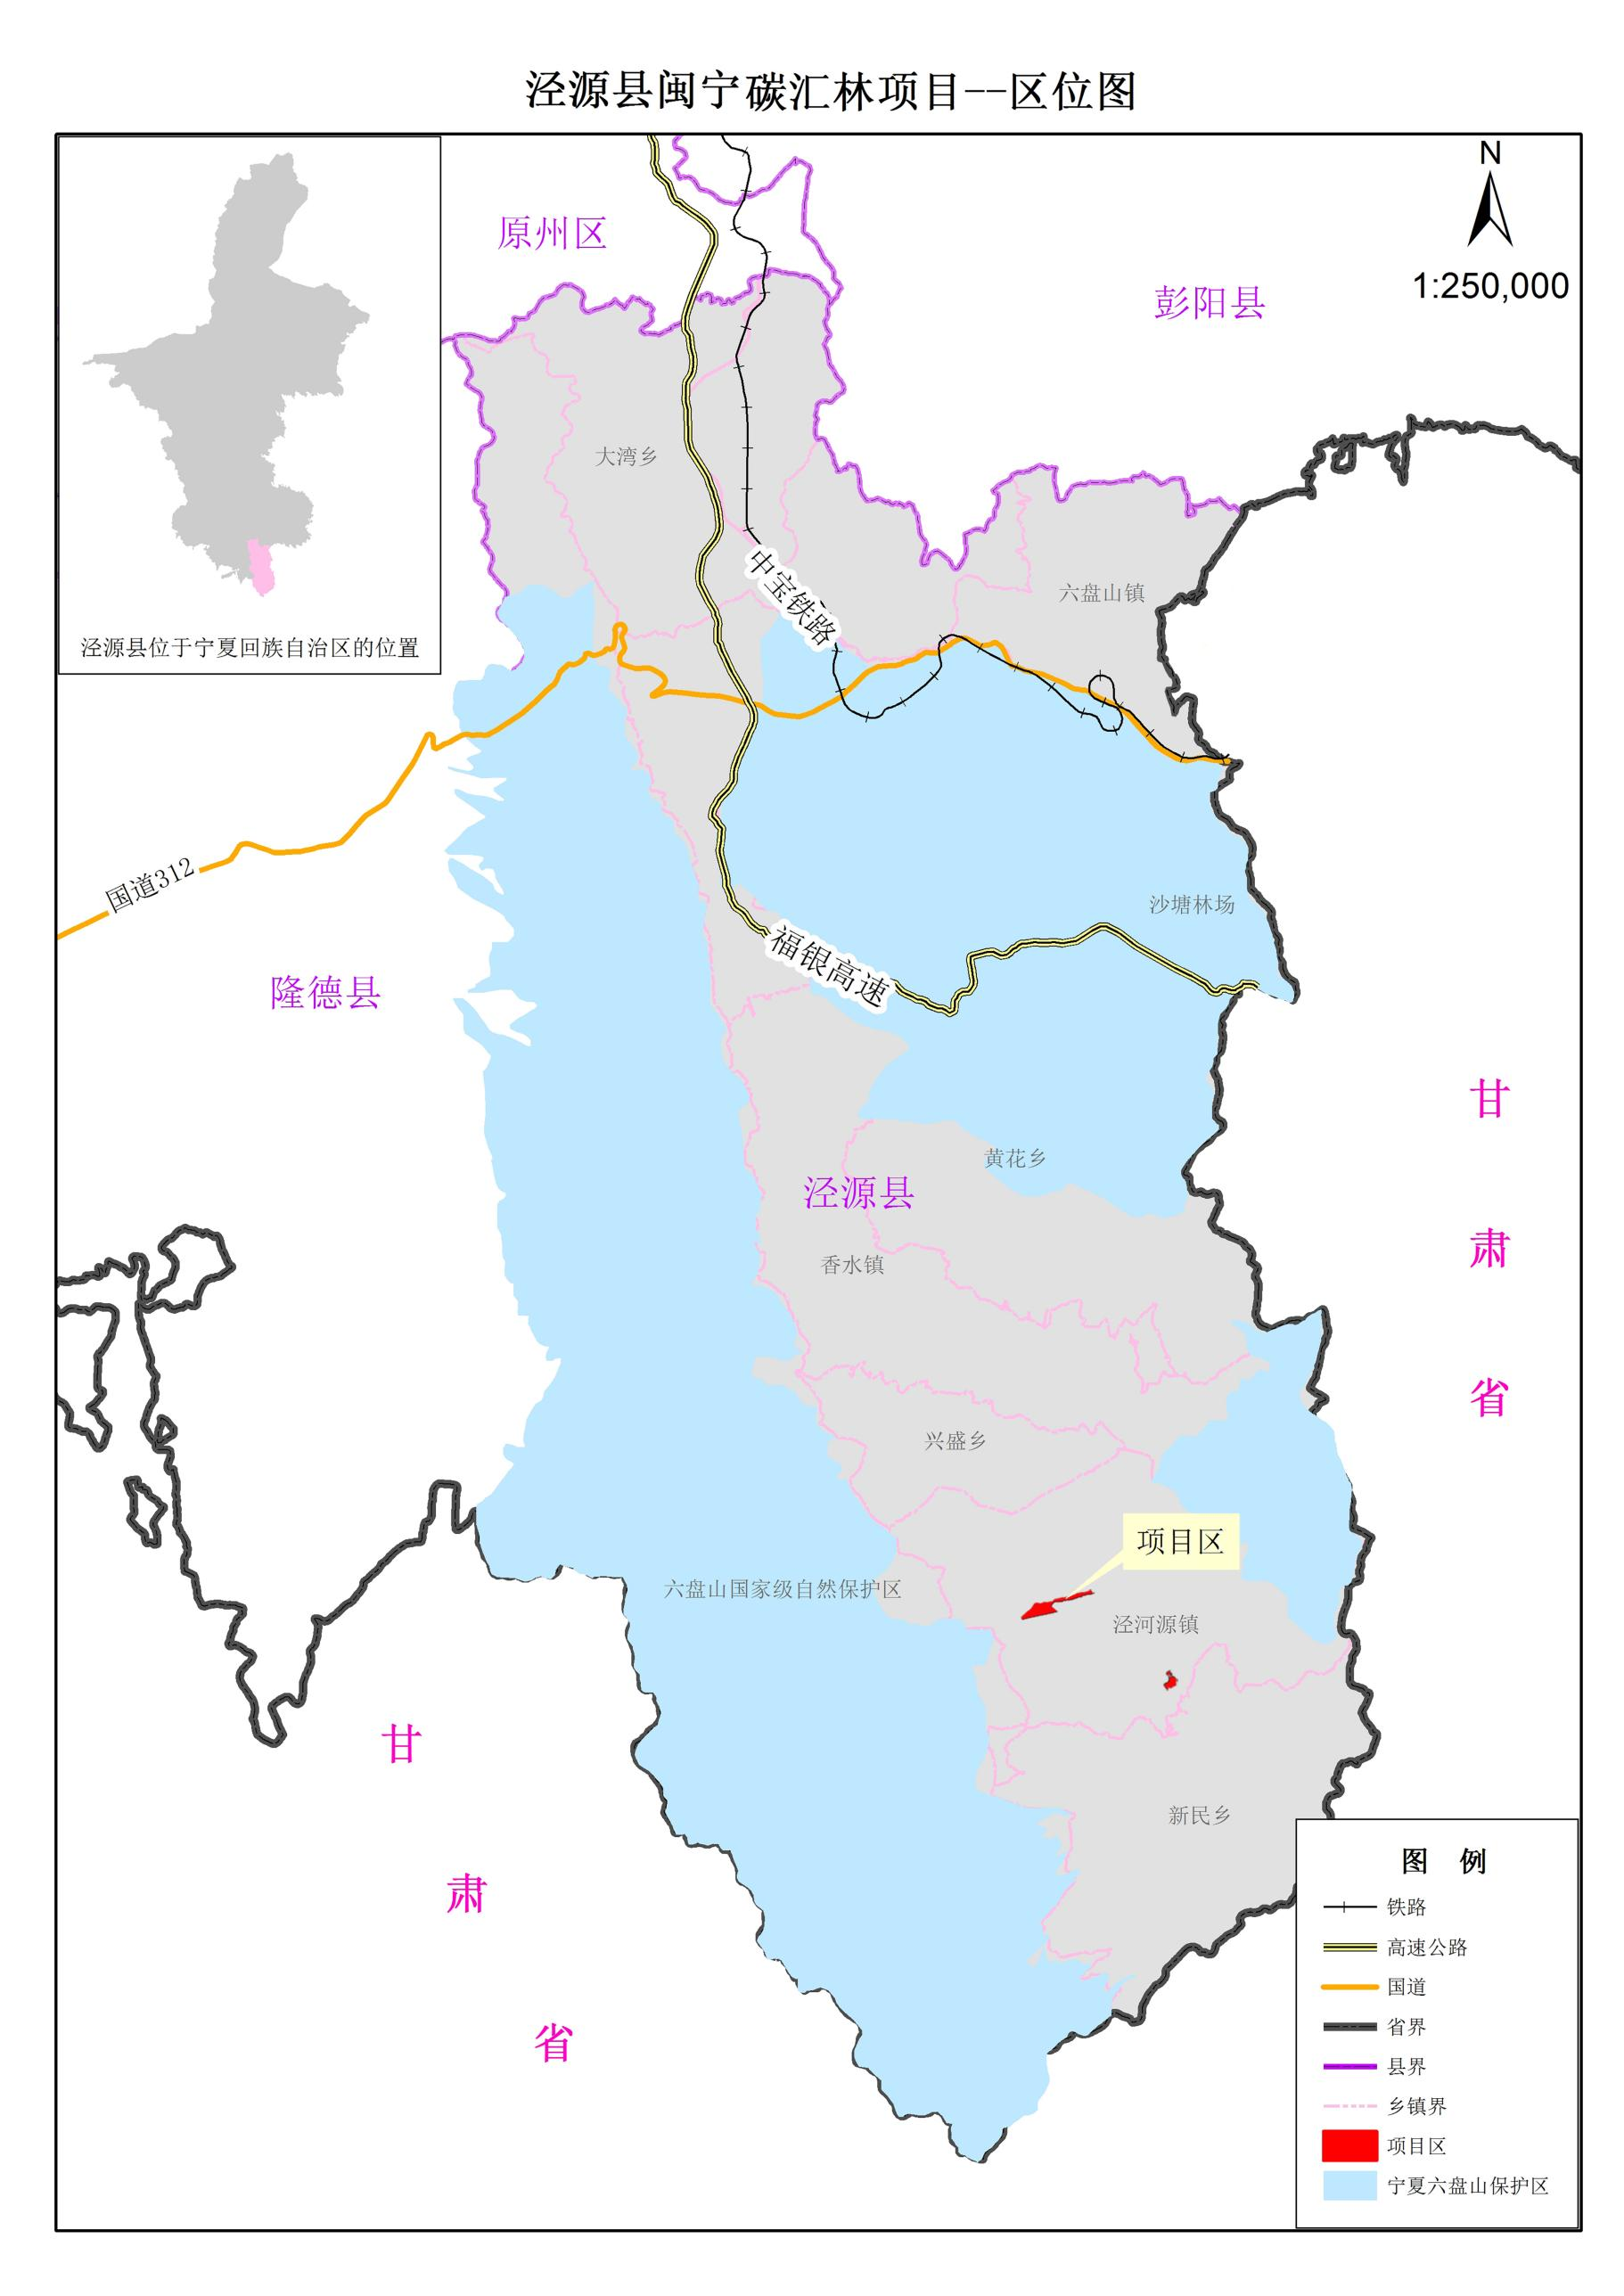 泾源县闽宁碳汇林项目--区位图
N
1:250,000
原州区
彭阳县
大湾乡
中宝铁路
六盘山镇
泾源县位于宁夏回族自治区的位置
国道312
沙塘林场
福银高速
隆德县
甘
肃
省
黄花乡
泾源县
香水镇
兴盛乡
项目区
六盘山国家级自然保护区
泾河源镇
甘
肃
省
新民乡
图 例
铁路
高速公路
国道
省界
县界
乡镇界
项目区
宁夏六盘山保护区